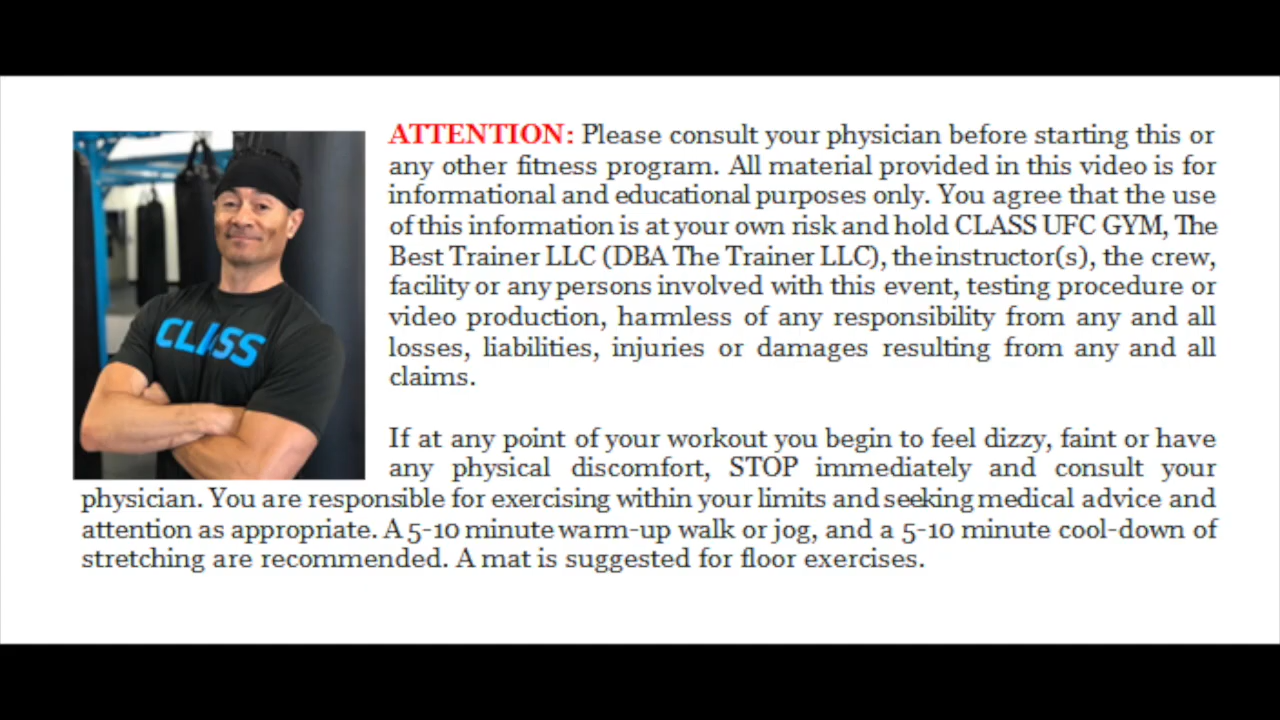 CLASS
ATTENTION: Please consult your physician before starting this or
any other fitness program. All material provided in this video is for
informational and educational purposes only. You agree that the use
of this information is at your own risk and hold CLASS UFC GYM, The
Best Trainer LLC (DBA The Trainer LLC), the instructor(s), the crew,
facility or any persons involved with this event, testing procedure or
video production, harmless of any responsibility from any and all
losses, liabilities, injuries or damages resulting from any and all
claims.
If at any point of your workout you begin to feel dizzy, faint or have
any physical discomfort, STOP immediately and consult your
physician. You are responsible for exercising within your limits and seeking medical advice and
attention as appropriate. A 5-10 minute warm-up walk or jog, and a 5-10 minute cool-down of
stretching are recommended. A mat is suggested for floor exercises.